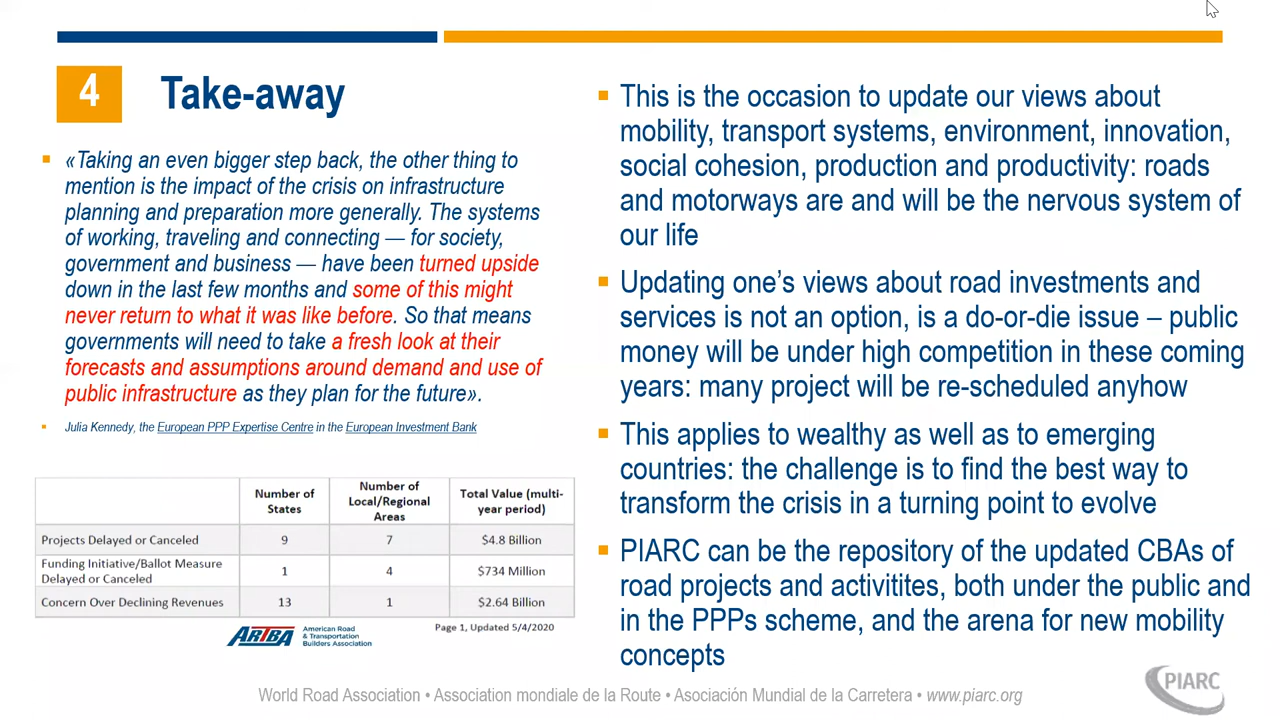 4 Take-away
«Taking an even bigger step back, the other thing to
mention is the impact of the crisis on infrastructure
planning and preparation more generally. The systems
of working, traveling and connecting — for society,
government and business — have been turned upside
down in the last few months and some of this might
never return to what it was like before. So that means
governments will need to take a fresh look at their
forecasts and assumptions around demand and use of
public infrastructure as they plan for the future».
Julia Kennedy, the European PPP Expertise Centre in the European Investment Bank
Number of States Number of Local/Regional Areas Total Value (multi-year period)
Projects Delayed or Canceled 9 7 $4.8 Billion
Funding Initiative/Ballot Measure Delayed or Canceled 1 4 $734 Million
Concern Over Declining Revenues 13 1 $2.64 Billion
ARTBA
American Road
& Transportation
Builders Association
Page 1, Updated 5/4/2020
This is the occasion to update our views about
mobility, transport systems, environment, innovation,
social cohesion, production and productivity: roads
and motorways are and will be the nervous system of
our life
Updating one's views about road investments and
services is not an option, is a do-or-die issue – public
money will be under high competition in these coming
years: many project will be re-scheduled anyhow
This applies to wealthy as well as to emerging
countries: the challenge is to find the best way to
transform the crisis in a turning point to evolve
PIARC can be the repository of the updated CBAs of
road projects and activitites, both under the public and
in the PPPs scheme, and the arena for new mobility
concepts
World Road Association • Association mondiale de la Route • Asociación Mundial de la Carretera • www.piarc.org
PIARC